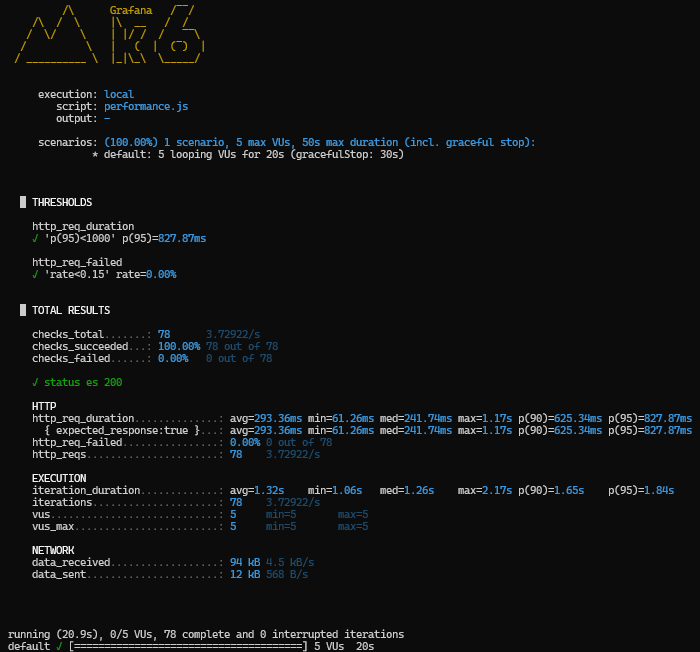 Grafana
execution: local
script: performance.js
output: -
scenarios: (100.00%) 1 scenario, 5 max VUs, 50s max duration (incl. graceful stop):
* default: 5 looping VUs for 20s (gracefulStop: 30s)
THRESHOLDS
http_req_duration
✓ 'p(95)<1000' p(95)=827.87ms
http_req_failed
✓ 'rate<0.15' rate=0.00%
TOTAL RESULTS
checks_total.......: 78 3.72922/s
checks_succeeded...: 100.00% 78 out of 78
checks_failed......: 0.00% 0 out of 78
✓ status es 200
HTTP
http_req_duration..............: avg=293.36ms min=61.26ms med=241.74ms max=1.17s p(90)=625.34ms p(95)=827.87ms
{ expected_response:true }...: avg=293.36ms min=61.26ms med=241.74ms max=1.17s p(90)=625.34ms p(95)=827.87ms
http_req_failed................: 0.00% 0 out of 78
http_reqs......................: 78 3.72922/s
EXECUTION
iteration_duration.............: avg=1.32s min=1.06s med=1.26s max=2.17s p(90)=1.65s p(95)=1.84s
iterations.....................: 78 3.72922/s
vus............................: 5 min=5 max=5
vus_max........................: 5 min=5 max=5
NETWORK
data_received..................: 94 kB 4.5 kB/s
data_sent......................: 12 kB 568 B/s
running (20.9s), 0/5 VUs, 78 complete and 0 interrupted iterations
default ✓ [======================================] 5 VUs 20s